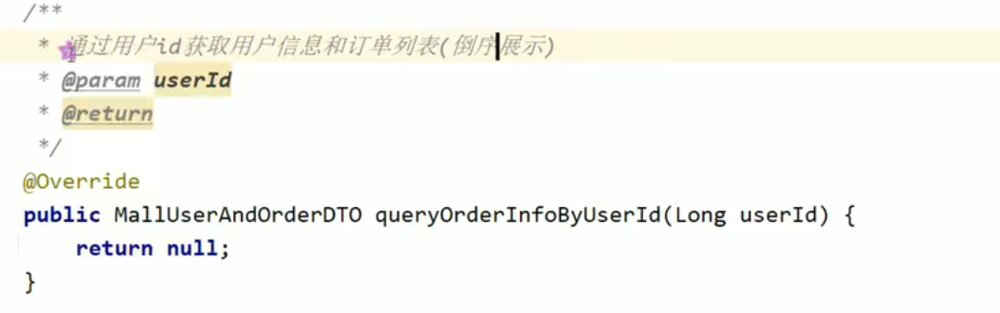 /**
 * 通过用户id获取用户信息和订单列表(倒序展示)
 * @param userId
 * @return
 */
@Override
public MallUserAndOrderDTO queryOrderInfoByUserId(Long userId) {
    return null;
}